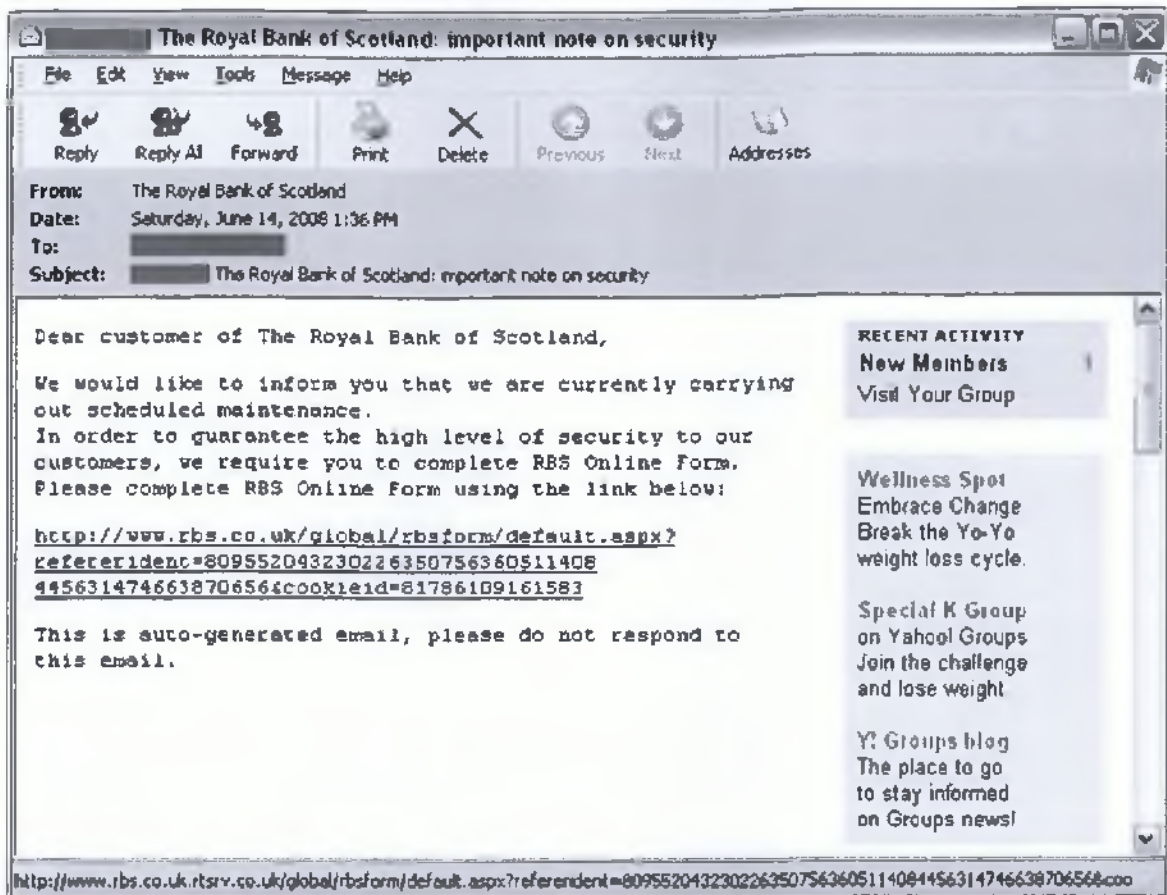 The Royal Bank of Scotland: important note on security
File Edit View Tools Message Help
Reply Reply All Forward Print Delete Previous Next Addresses
From: The Royal Bank of Scotland
Date: Saturday, June 14, 2008 1:36 PM
To:
Subject: The Royal Bank of Scotland: important note on security
Dear customer of The Royal Bank of Scotland,
We would like to inform you that we are currently carrying
out scheduled maintenance.
In order to guarantee the high level of security to our
customers, we require you to complete RBS Online Form.
Please complete RBS Online Form using the link below:
http://www.rbs.co.uk/global/rbsform/default.aspx?
refererident=809552043230226350756360511408
445631474663870656&cookieid=81786109161583
This is auto-generated email, please do not respond to
this email.
RECENT ACTIVITY
New Members 1
Visit Your Group
Wellness Spot
Embrace Change
Break the Yo-Yo
weight loss cycle.
Special K Group
on Yahoo! Groups
Join the challenge
and lose weight
Y! Groups blog
The place to go
to stay informed
on Groups news!
http://www.rbs.co.uk.rtsrv.co.uk/global/rbsform/default.aspx?referendent=809552043230226350756360511408445631474663870656&coo